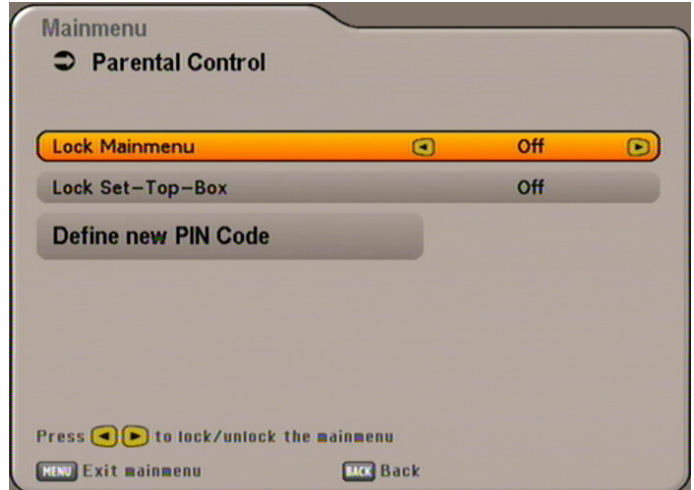 Mainmenu
Parental Control
Lock Mainmenu Off
Lock Set-Top-Box Off
Define new PIN Code
Press to lock/unlock the mainmenu
MENU Exit mainmenu BACK Back